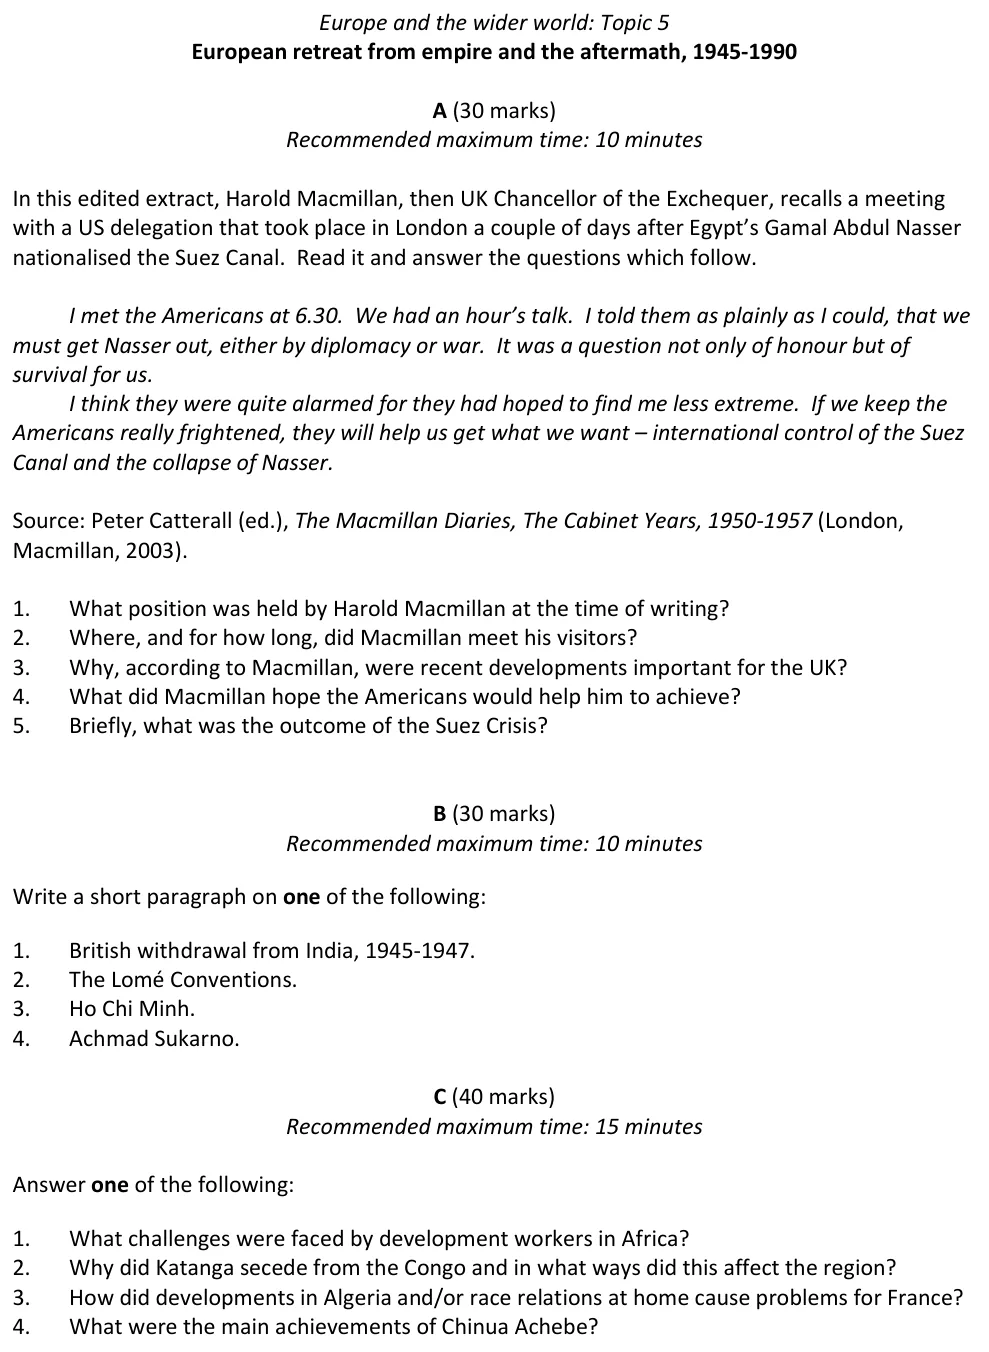 Europe and the wider world: Topic 5
European retreat from empire and the aftermath, 1945-1990
A (30 marks)
Recommended maximum time: 10 minutes
In this edited extract, Harold Macmillan, then UK Chancellor of the Exchequer, recalls a meeting
with a US delegation that took place in London a couple of days after Egypt’s Gamal Abdul Nasser
nationalised the Suez Canal.  Read it and answer the questions which follow.
I met the Americans at 6.30.  We had an hour’s talk.  I told them as plainly as I could, that we
must get Nasser out, either by diplomacy or war.  It was a question not only of honour but of
survival for us.
I think they were quite alarmed for they had hoped to find me less extreme.  If we keep the
Americans really frightened, they will help us get what we want – international control of the Suez
Canal and the collapse of Nasser.
Source: Peter Catterall (ed.), The Macmillan Diaries, The Cabinet Years, 1950-1957 (London,
Macmillan, 2003).
1. What position was held by Harold Macmillan at the time of writing?
2. Where, and for how long, did Macmillan meet his visitors?
3. Why, according to Macmillan, were recent developments important for the UK?
4. What did Macmillan hope the Americans would help him to achieve?
5. Briefly, what was the outcome of the Suez Crisis?
B (30 marks)
Recommended maximum time: 10 minutes
Write a short paragraph on one of the following:
1. British withdrawal from India, 1945-1947.
2. The Lomé Conventions.
3. Ho Chi Minh.
4. Achmad Sukarno.
C (40 marks)
Recommended maximum time: 15 minutes
Answer one of the following:
1. What challenges were faced by development workers in Africa?
2. Why did Katanga secede from the Congo and in what ways did this affect the region?
3. How did developments in Algeria and/or race relations at home cause problems for France?
4. What were the main achievements of Chinua Achebe?